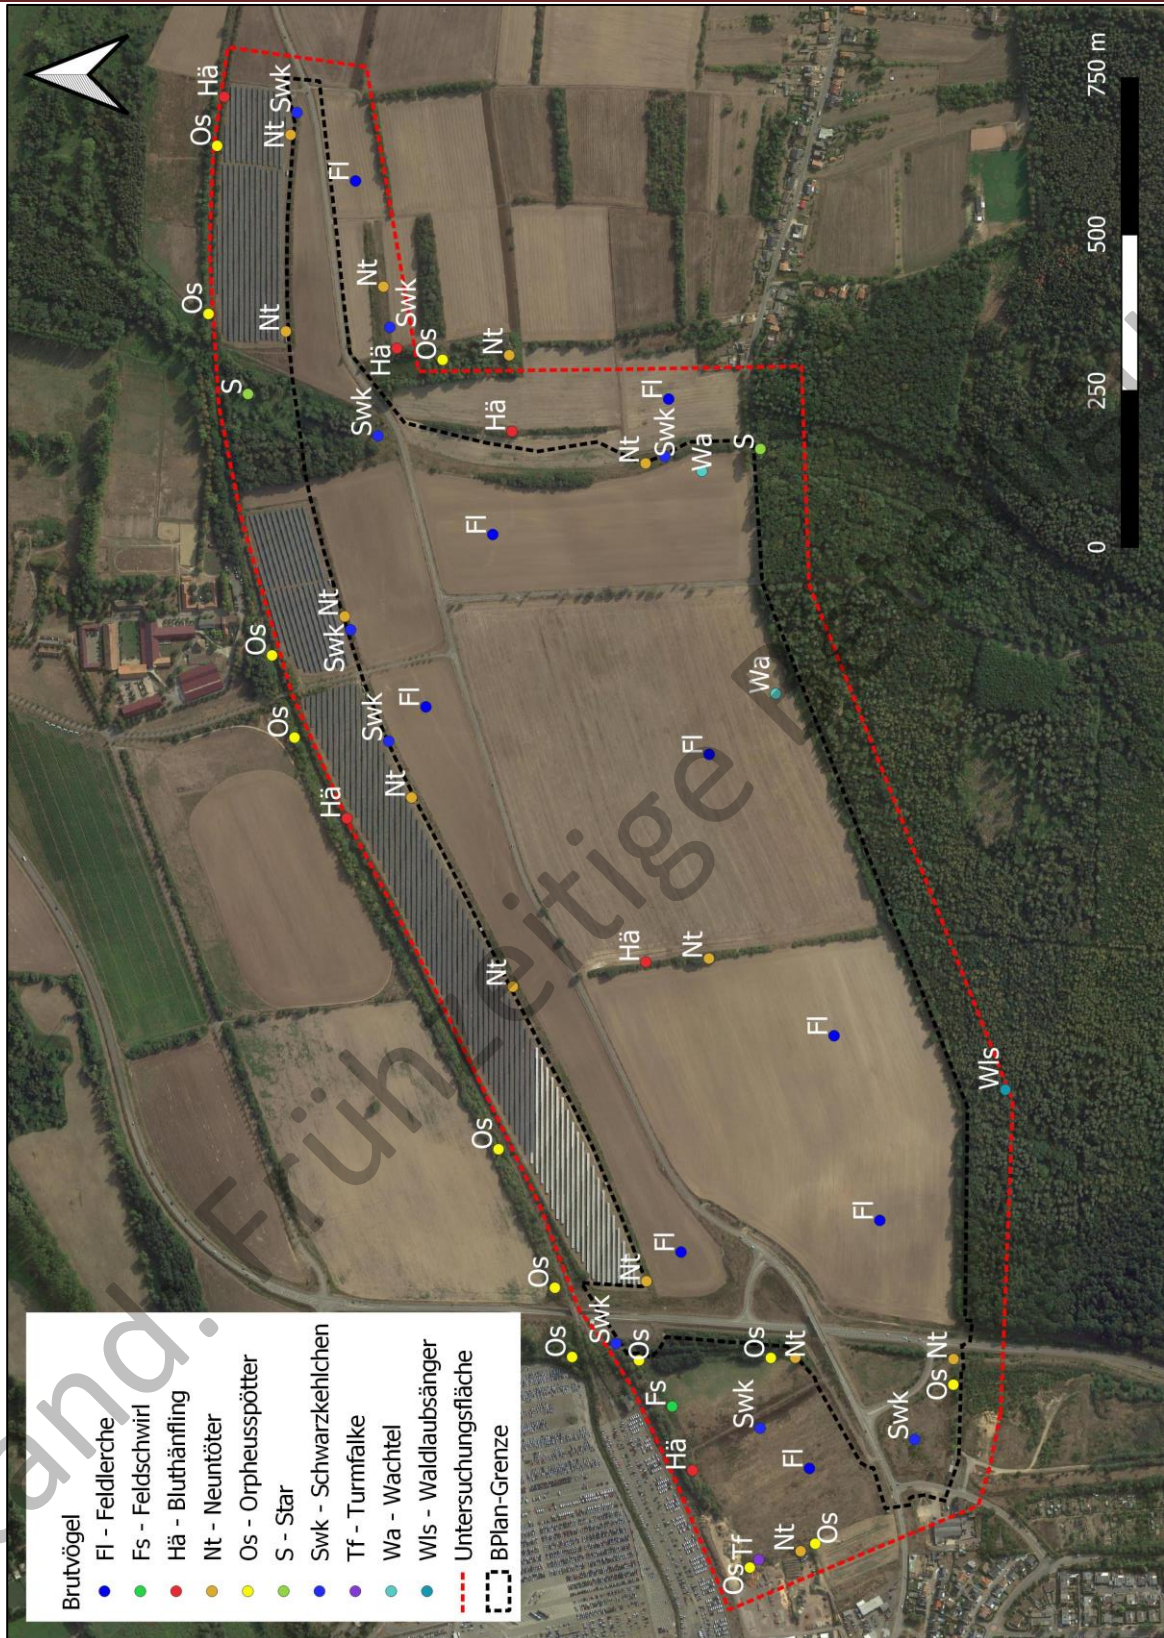 Brutvögel
Fl - Feldlerche
Fs - Feldschwirl
Hä - Bluthänfling
Nt - Neuntöter
Os - Orpheusspötter
S - Star
Swk - Schwarzkehlchen
Tf - Turmfalke
Wa - Wachtel
Wls - Waldlaubsänger
Untersuchungsfläche
BPlan-Grenze
Os
Tf
Nt
Os
Hä
Fl
Swk
Fs
Swk
Os
Nt
Os
Nt
Os
Os
Swk
Os
Nt
Fl
Fl
Os
Wls
Fl
Nt
Hä
Nt
Hä
Nt
Fl
Os
Swk
Fl
Wa
Os
Swk
Nt
Fl
Wa
Nt
Swk
S
Fl
Hä
Swk
S
Os
Nt
Hä
Swk
Nt
Nt
Os
Fl
Os
Nt
Swk
Hä
0
250
500
750 m
and. Frühzeitige